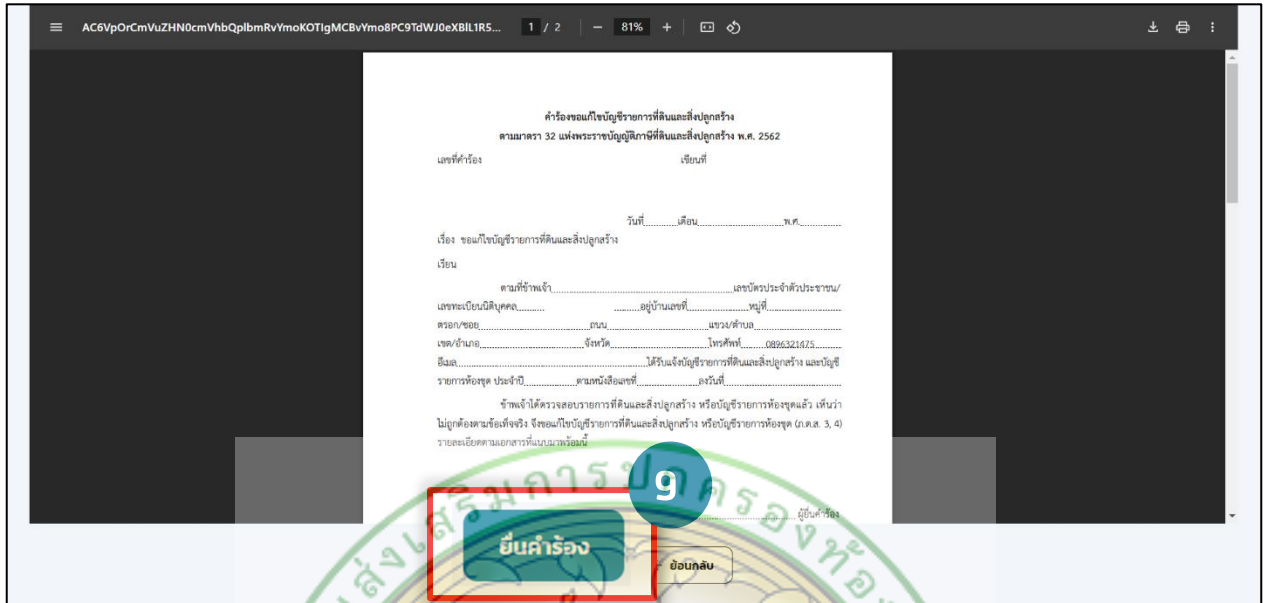 AC6VpOrCmVuZHN0cmVhbQplbmRvYmoKOTIgMCBvYmo8PC9TdWJ0eXBlL1R5... 1 / 2 81%
คำร้องขอแก้ไขบัญชีรายการที่ดินและสิ่งปลูกสร้าง
ตามมาตรา 32 แห่งพระราชบัญญัติภาษีที่ดินและสิ่งปลูกสร้าง พ.ศ. 2562
เลขที่คำร้อง เขียนที่
วันที่ เดือน พ.ศ.
เรื่อง ขอแก้ไขบัญชีรายการที่ดินและสิ่งปลูกสร้าง
เรียน
ตามที่ข้าพเจ้า เลขบัตรประจำตัวประชาชน/
เลขทะเบียนนิติบุคคล อยู่บ้านเลขที่ หมู่ที่
ตรอก/ซอย ถนน แขวง/ตำบล
เขต/อำเภอ จังหวัด โทรศัพท์ 0896321475
อีเมล ได้รับแจ้งบัญชีรายการที่ดินและสิ่งปลูกสร้าง และบัญชี
รายการห้องชุด ประจำปี ตามหนังสือเลขที่ ลงวันที่
ข้าพเจ้าได้ตรวจสอบรายการที่ดินและสิ่งปลูกสร้าง หรือบัญชีรายการห้องชุดแล้ว เห็นว่า
ไม่ถูกต้องตามข้อเท็จจริง จึงขอแก้ไขบัญชีรายการที่ดินและสิ่งปลูกสร้าง หรือบัญชีรายการห้องชุด (ภ.ด.ส. 3, 4)
รายละเอียดตามเอกสารที่แนบมาพร้อมนี้
9
ผู้ยื่นคำร้อง
ยื่นคำร้อง
ย้อนกลับ
ส่งเสริมการปกครองท้อง